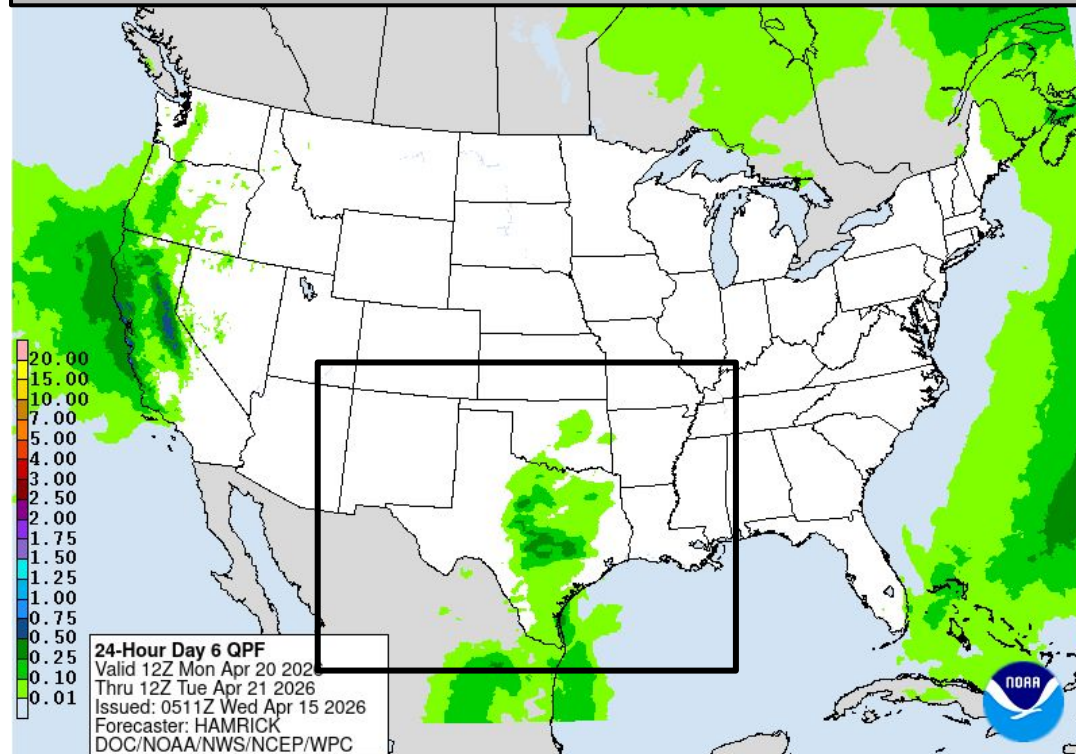 20.00
15.00
10.00
7.00
5.00
4.00
3.00
2.50
2.00
1.75
1.50
1.25
1.00
0.75
0.50
0.25
0.10
0.01
24-Hour Day 6 QPF
Valid 12Z Mon Apr 20 2026
Thru 12Z Tue Apr 21 2026
Issued: 0511Z Wed Apr 15 2026
Forecaster: HAMRICK
DOC/NOAA/NWS/NCEP/WPC
NOAA